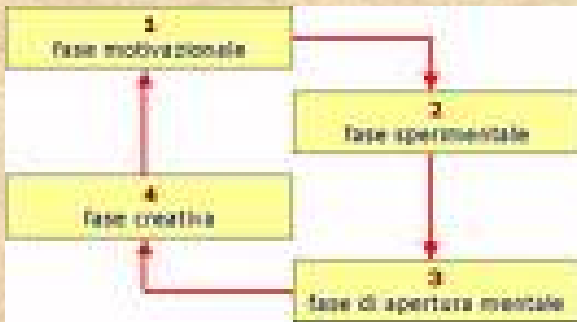 1
fase motivazionale
2
fase sperimentale
3
fase di apertura mentale
4
fase creativa